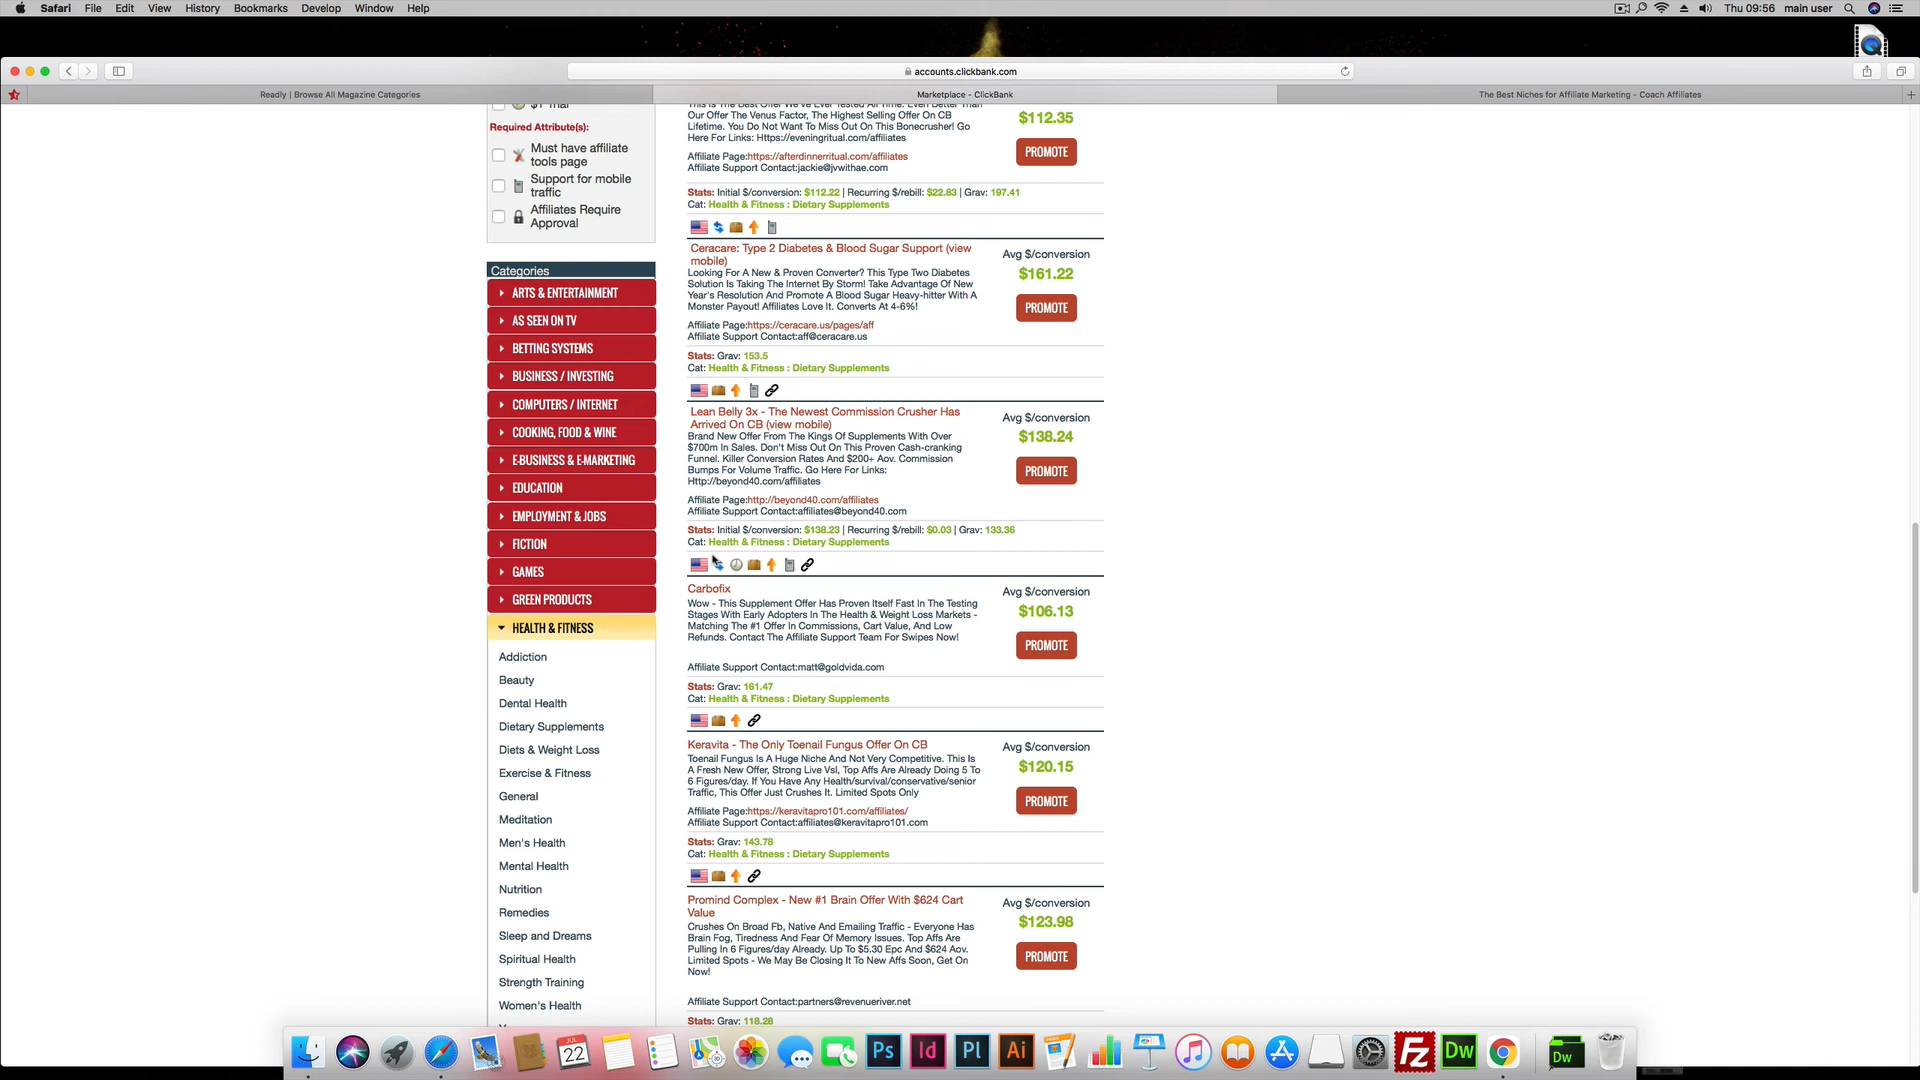 Safari File Edit View History Bookmarks Develop Window Help
Thu 09:56 main user
accounts.clickbank.com
Readly | Browse All Magazine Categories
Marketplace - ClickBank
The Best Niches for Affiliate Marketing - Coach Affiliates
$1 Trial
Required Attribute(s):
Must have affiliate
tools page
Support for mobile
traffic
Affiliates Require
Approval
Categories
ARTS & ENTERTAINMENT
AS SEEN ON TV
BETTING SYSTEMS
BUSINESS / INVESTING
COMPUTERS / INTERNET
COOKING, FOOD & WINE
E-BUSINESS & E-MARKETING
EDUCATION
EMPLOYMENT & JOBS
FICTION
GAMES
GREEN PRODUCTS
HEALTH & FITNESS
Addiction
Beauty
Dental Health
Dietary Supplements
Diets & Weight Loss
Exercise & Fitness
General
Meditation
Men's Health
Mental Health
Nutrition
Remedies
Sleep and Dreams
Spiritual Health
Strength Training
Women's Health
This Is The Best Offer We've Ever Tested All Time. Even Better Than
Our Offer The Venus Factor, The Highest Selling Offer On CB
Lifetime. You Do Not Want To Miss Out On This Bonecrusher! Go
Here For Links: Https://eveningritual.com/affiliates
Affiliate Page:https://afterdinnerritual.com/affiliates
Affiliate Support Contact:jackie@jvwithae.com
$112.35
PROMOTE
Stats: Initial $/conversion: $112.22 | Recurring $/rebill: $22.83 | Grav: 197.41
Cat: Health & Fitness : Dietary Supplements
Ceracare: Type 2 Diabetes & Blood Sugar Support (view
mobile)
Looking For A New & Proven Converter? This Type Two Diabetes
Solution Is Taking The Internet By Storm! Take Advantage Of New
Year's Resolution And Promote A Blood Sugar Heavy-hitter With A
Monster Payout! Affiliates Love It. Converts At 4-6%!
Affiliate Page:https://ceracare.us/pages/aff
Affiliate Support Contact:aff@ceracare.us
Avg $/conversion
$161.22
PROMOTE
Stats: Grav: 153.5
Cat: Health & Fitness : Dietary Supplements
Lean Belly 3x - The Newest Commission Crusher Has
Arrived On CB (view mobile)
Brand New Offer From The Kings Of Supplements With Over
$700m In Sales. Don't Miss Out On This Proven Cash-cranking
Funnel. Killer Conversion Rates And $200+ Aov. Commission
Bumps For Volume Traffic. Go Here For Links:
Http://beyond40.com/affiliates
Affiliate Page:http://beyond40.com/affiliates
Affiliate Support Contact:affiliates@beyond40.com
Avg $/conversion
$138.24
PROMOTE
Stats: Initial $/conversion: $138.23 | Recurring $/rebill: $0.03 | Grav: 133.36
Cat: Health & Fitness : Dietary Supplements
Carbofix
Wow - This Supplement Offer Has Proven Itself Fast In The Testing
Stages With Early Adopters In The Health & Weight Loss Markets -
Matching The #1 Offer In Commissions, Cart Value, And Low
Refunds. Contact The Affiliate Support Team For Swipes Now!
Affiliate Support Contact:matt@goldvida.com
Avg $/conversion
$106.13
PROMOTE
Stats: Grav: 161.47
Cat: Health & Fitness : Dietary Supplements
Keravita - The Only Toenail Fungus Offer On CB
Toenail Fungus Is A Huge Niche And Not Very Competitive. This Is
A Fresh New Offer, Strong Live Vsl, Top Affs Are Already Doing 5 To
6 Figures/day. If You Have Any Health/survival/conservative/senior
Traffic, This Offer Just Crushes It. Limited Spots Only
Affiliate Page:https://keravitapro101.com/affiliates/
Affiliate Support Contact:affiliates@keravitapro101.com
Avg $/conversion
$120.15
PROMOTE
Stats: Grav: 143.78
Cat: Health & Fitness : Dietary Supplements
Promind Complex - New #1 Brain Offer With $624 Cart
Value
Crushes On Broad Fb, Native And Emailing Traffic - Everyone Has
Brain Fog, Tiredness And Fear Of Memory Issues. Top Affs Are
Pulling In 6 Figures/day Already. Up To $5.30 Epc And $624 Aov.
Limited Spots - We May Be Closing It To New Affs Soon, Get On
Now!
Affiliate Support Contact:partners@revenueriver.net
Avg $/conversion
$123.98
PROMOTE
Stats: Grav: 118.28
JUL
22
Ps Id Pl Ai Fz Dw Dw